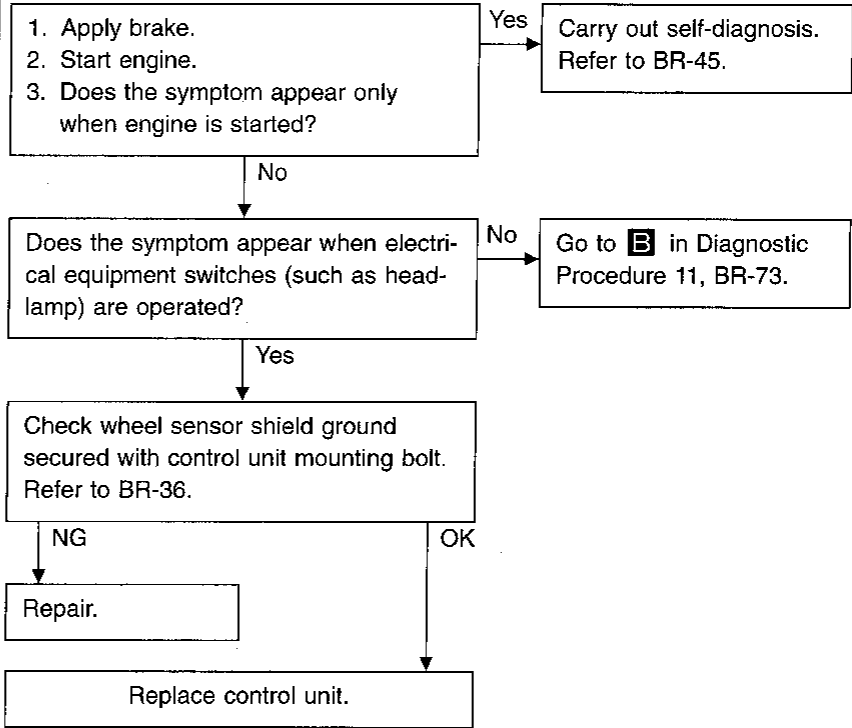 1. Apply brake.
2. Start engine.
3. Does the symptom appear only
when engine is started?
Yes
Carry out self-diagnosis.
Refer to BR-45.
No
Does the symptom appear when electri-
cal equipment switches (such as head-
lamp) are operated?
No
Go to B in Diagnostic
Procedure 11, BR-73.
Yes
Check wheel sensor shield ground
secured with control unit mounting bolt.
Refer to BR-36.
NG
OK
Repair.
Replace control unit.